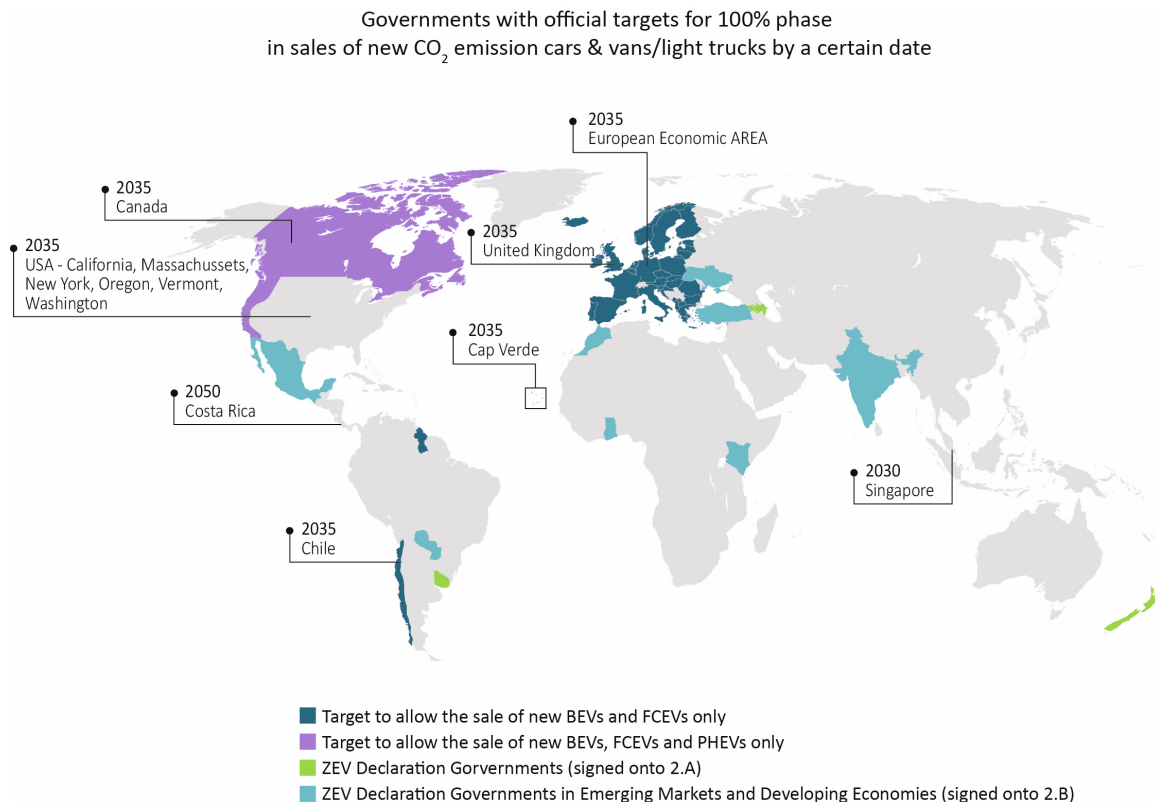 Governments with official targets for 100% phase
in sales of new CO2 emission cars & vans/light trucks by a certain date
2035
European Economic AREA
2035
Canada
2035
United Kingdom
2035
USA - California, Massachussets,
New York, Oregon, Vermont,
Washington
2035
Cap Verde
2050
Costa Rica
2030
Singapore
2035
Chile
Target to allow the sale of new BEVs and FCEVs only
Target to allow the sale of new BEVs, FCEVs and PHEVs only
ZEV Declaration Gorvernments (signed onto 2.A)
ZEV Declaration Governments in Emerging Markets and Developing Economies (signed onto 2.B)